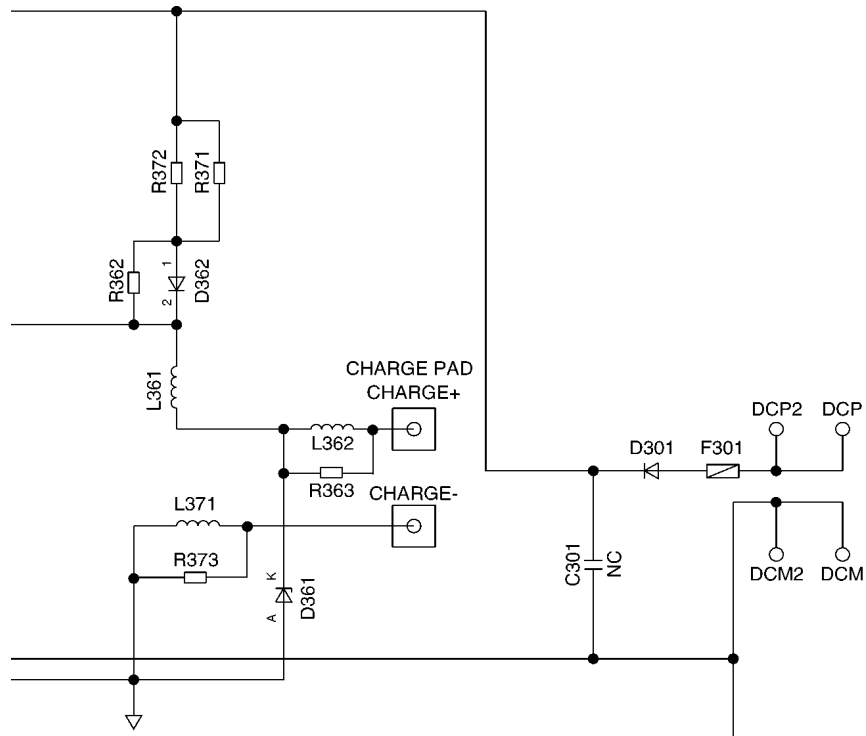 R372
R371
R362
1
2
D362
L361
CHARGE PAD
CHARGE+
L362
R363
CHARGE-
L371
R373
K
A
D361
DCP2
DCP
D301
F301
C301
NC
DCM2
DCM